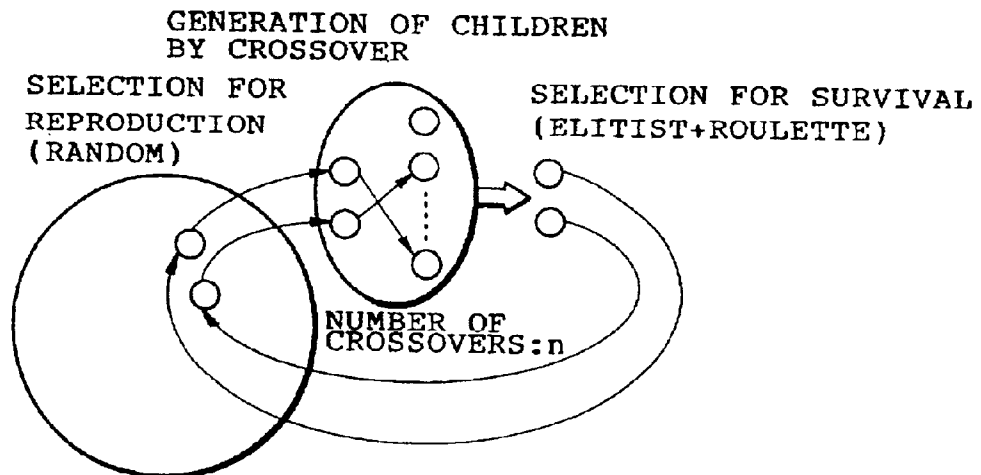 GENERATION OF CHILDREN
BY CROSSOVER
SELECTION FOR
REPRODUCTION
(RANDOM)
SELECTION FOR SURVIVAL
(ELITIST+ROULETTE)
NUMBER OF
CROSSOVERS:n